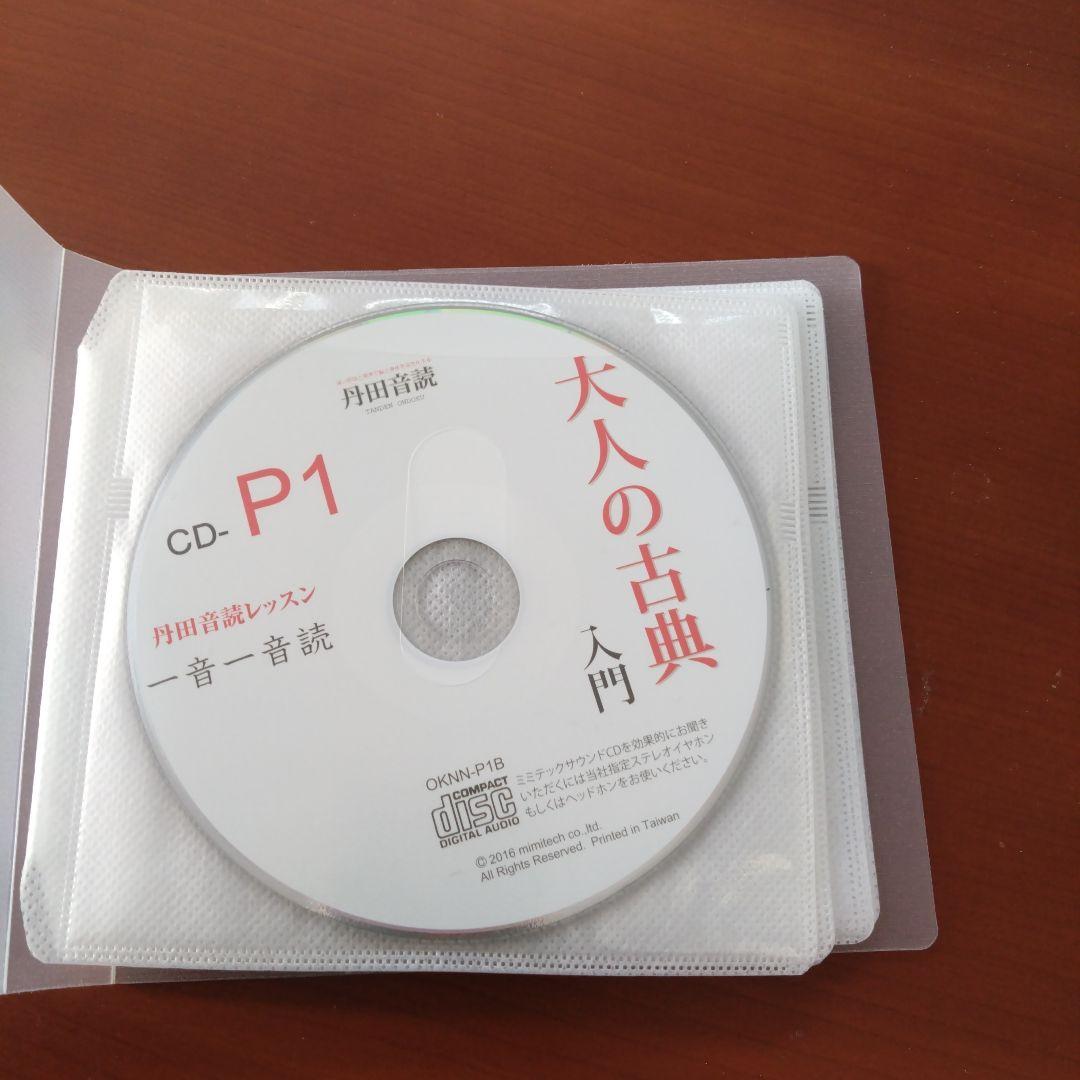 丹田音読
TANDEN ONDOKU
大人の古典
入門
CD-P1
丹田音読レッスン
一音一音読
OKNN-P1B
COMPACT
disc
DIGITAL AUDIO
ミミテックサウンドCDを効果的にお聞き
いただくには当社指定ステレオイヤホン
もしくはヘッドホンをお使いください。
© 2016 mimitech co.,ltd.
All Rights Reserved. Printed in Taiwan